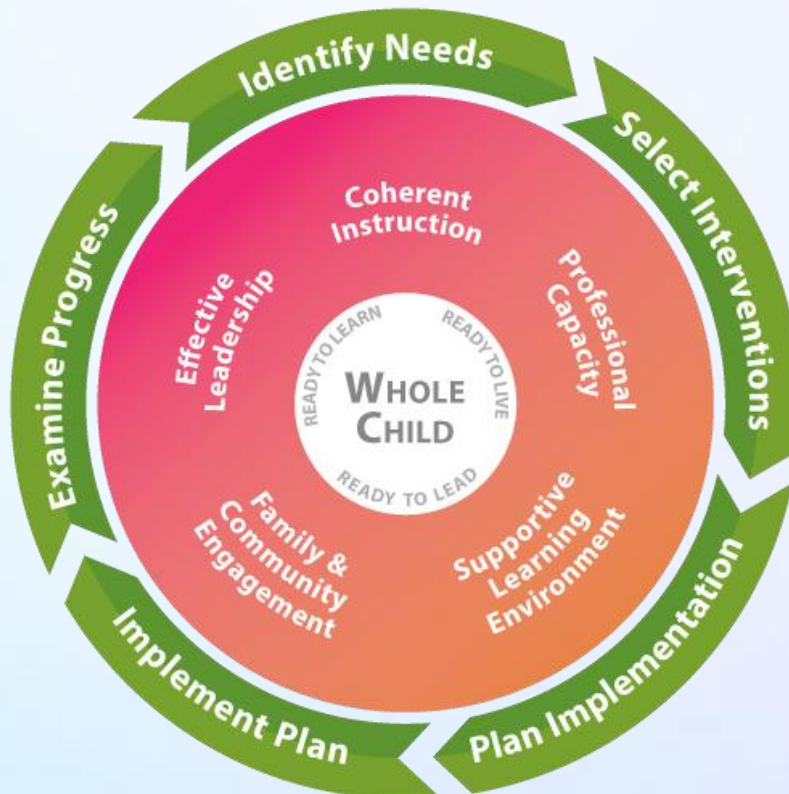 Identify Needs
Select Interventions
Plan Implementation
Implement Plan
Examine Progress
Coherent
Instruction
Professional
Capacity
Supportive
Learning
Environment
Family &
Community
Engagement
Effective
Leadership
READY TO LEARN
READY TO LIVE
READY TO LEAD
WHOLE
CHILD